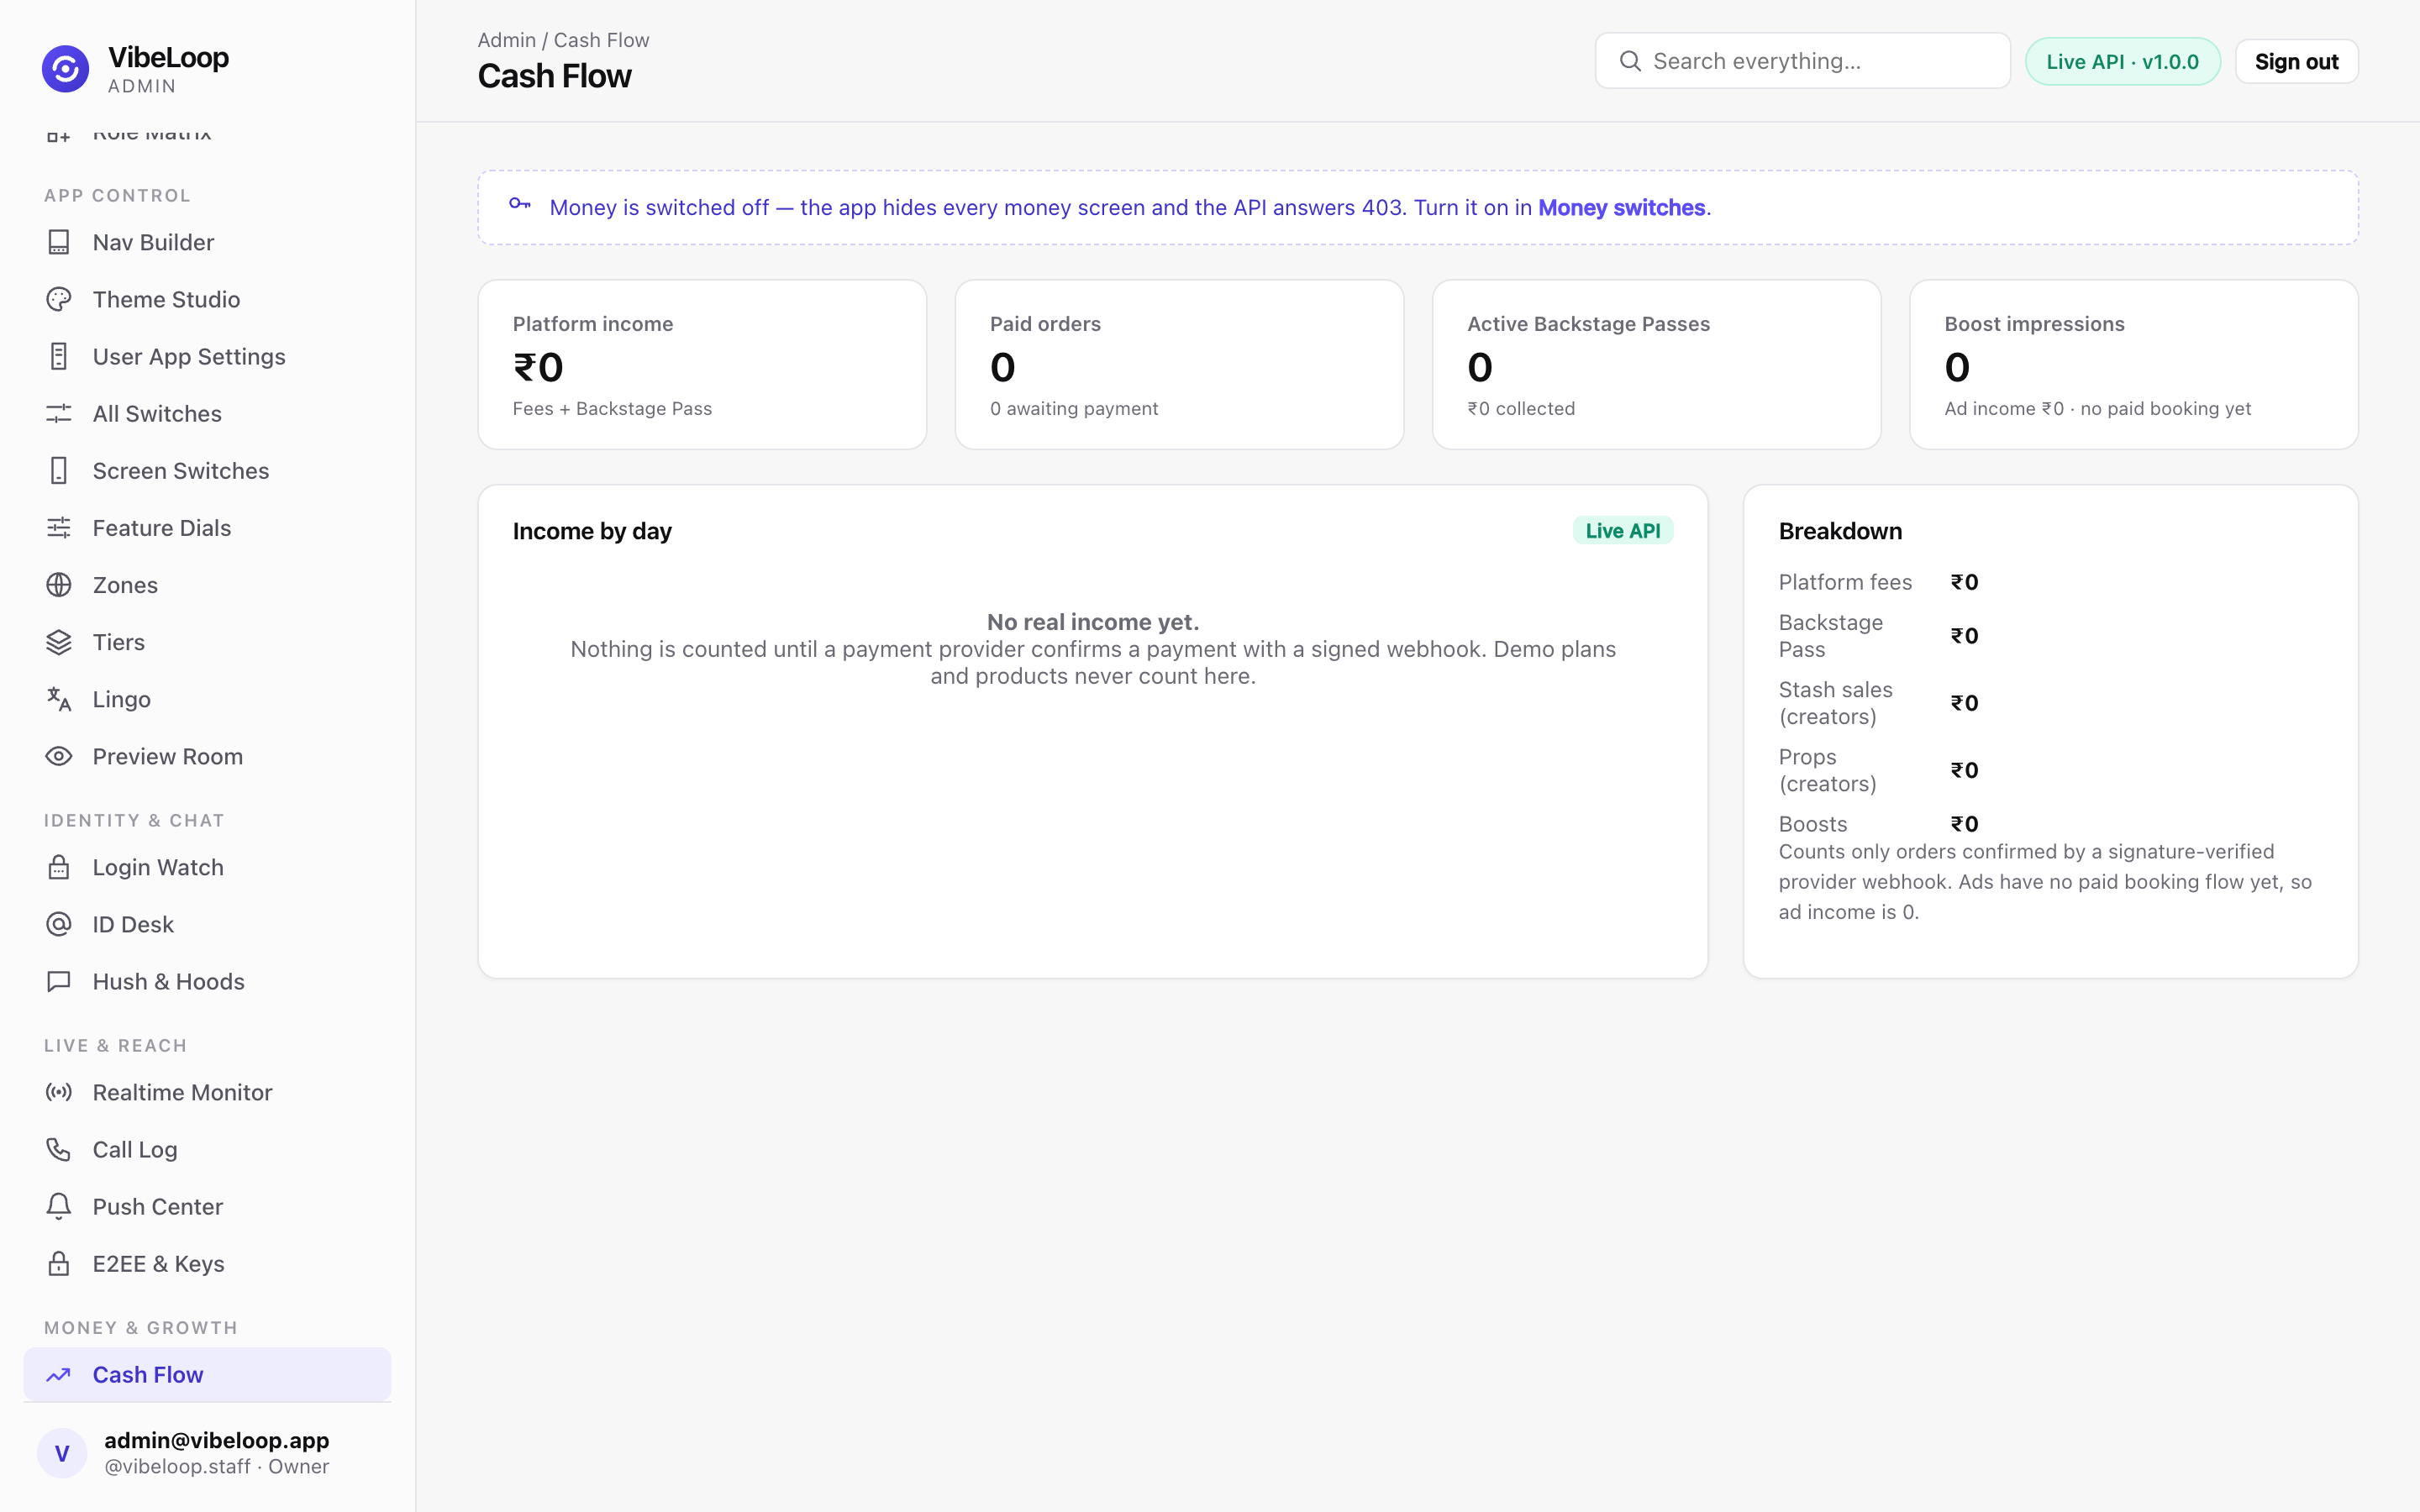 VibeLoop
ADMIN
Role Matrix
APP CONTROL
Nav Builder
Theme Studio
User App Settings
All Switches
Screen Switches
Feature Dials
Zones
Tiers
Lingo
Preview Room
IDENTITY & CHAT
Login Watch
ID Desk
Hush & Hoods
LIVE & REACH
Realtime Monitor
Call Log
Push Center
E2EE & Keys
MONEY & GROWTH
Cash Flow
V
admin@vibeloop.app
@vibeloop.staff · Owner
Admin / Cash Flow
Cash Flow
Search everything...
Live API · v1.0.0
Sign out
Money is switched off — the app hides every money screen and the API answers 403. Turn it on in Money switches.
Platform income
₹0
Fees + Backstage Pass
Paid orders
0
0 awaiting payment
Active Backstage Passes
0
₹0 collected
Boost impressions
0
Ad income ₹0 · no paid booking yet
Income by day
Live API
No real income yet.
Nothing is counted until a payment provider confirms a payment with a signed webhook. Demo plans
and products never count here.
Breakdown
Platform fees ₹0
Backstage
Pass ₹0
Stash sales
(creators) ₹0
Props
(creators) ₹0
Boosts ₹0
Counts only orders confirmed by a signature-verified
provider webhook. Ads have no paid booking flow yet, so
ad income is 0.